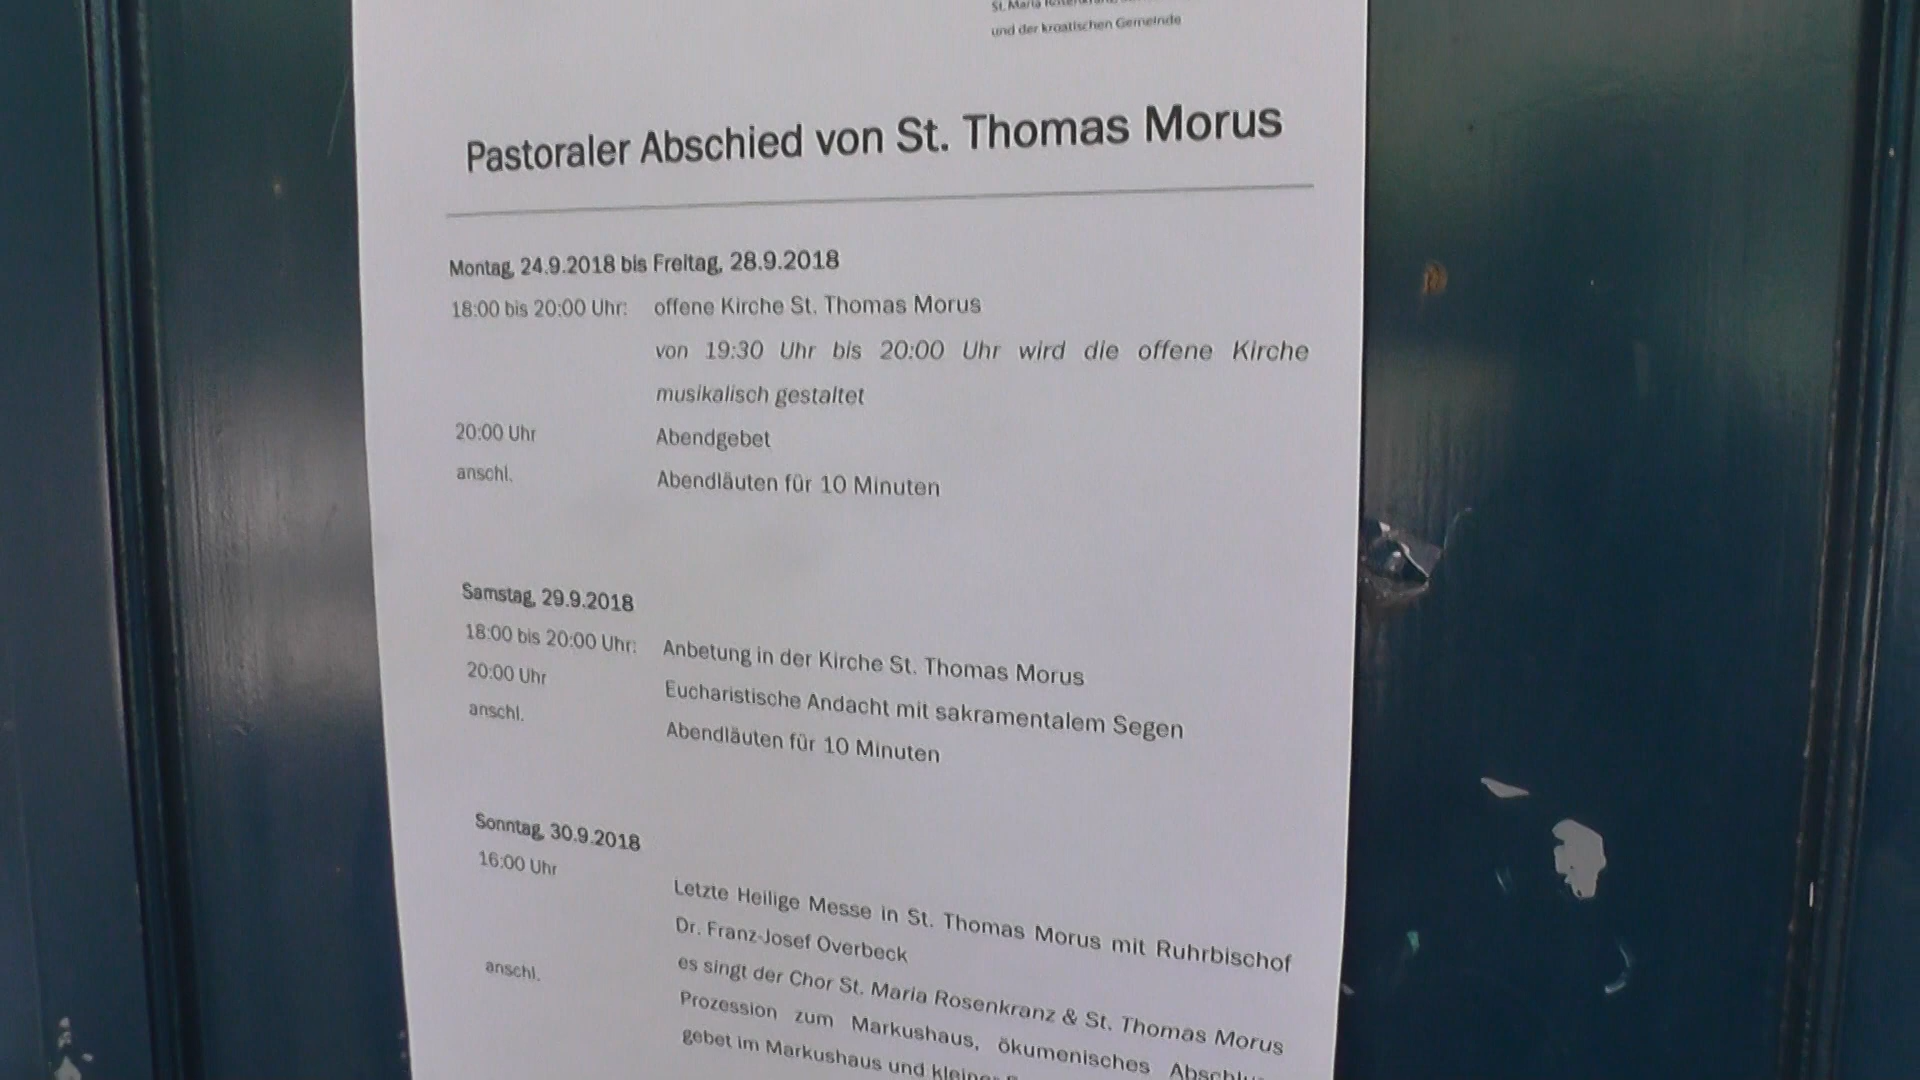 St. Maria
und der kroatischen Gemeinde
Pastoraler Abschied von St. Thomas Morus
Montag, 24.9.2018 bis Freitag, 28.9.2018
18:00 bis 20:00 Uhr: offene Kirche St. Thomas Morus
von 19:30 Uhr bis 20:00 Uhr wird die offene Kirche
musikalisch gestaltet
20:00 Uhr Abendgebet
anschl. Abendläuten für 10 Minuten
Samstag, 29.9.2018
18:00 bis 20:00 Uhr: Anbetung in der Kirche St. Thomas Morus
20:00 Uhr Eucharistische Andacht mit sakramentalem Segen
anschl. Abendläuten für 10 Minuten
Sonntag, 30.9.2018
16:00 Uhr Letzte Heilige Messe in St. Thomas Morus mit Ruhrbischof
Dr. Franz-Josef Overbeck
es singt der Chor St. Maria Rosenkranz & St. Thomas Morus
anschl. Prozession zum Markushaus, ökumenisches Abschlu
gebet im Markushaus und kleiner